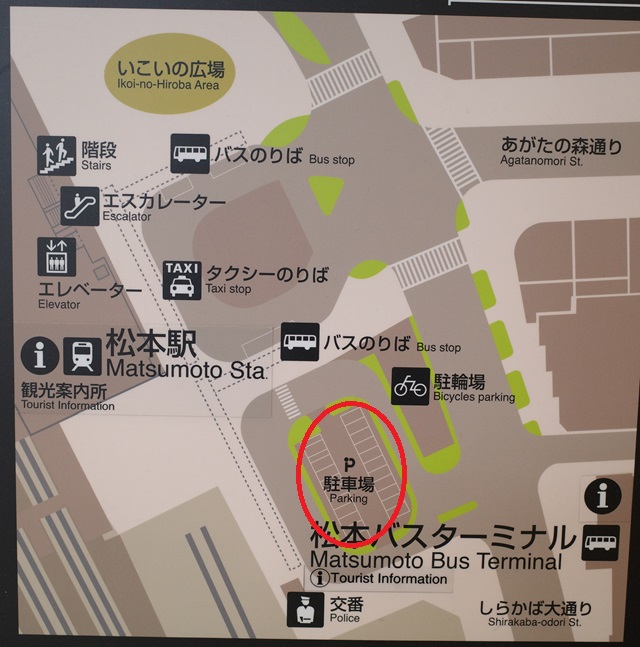 いこいの広場
Ikoi-no-Hiroba Area
あがたの森通り
Agatanomori St.
階段
Stairs
バスのりば Bus stop
エスカレーター
Escalator
エレベーター
Elevator
TAXI
タクシーのりば
Taxi stop
松本駅
Matsumoto Sta.
観光案内所
Tourist Information
バスのりば Bus stop
駐輪場
Bicycles parking
P
駐車場
Parking
松本バスターミナル
Matsumoto Bus Terminal
Tourist Information
交番
Police
しらかば大通り
Shirakaba-odori St.